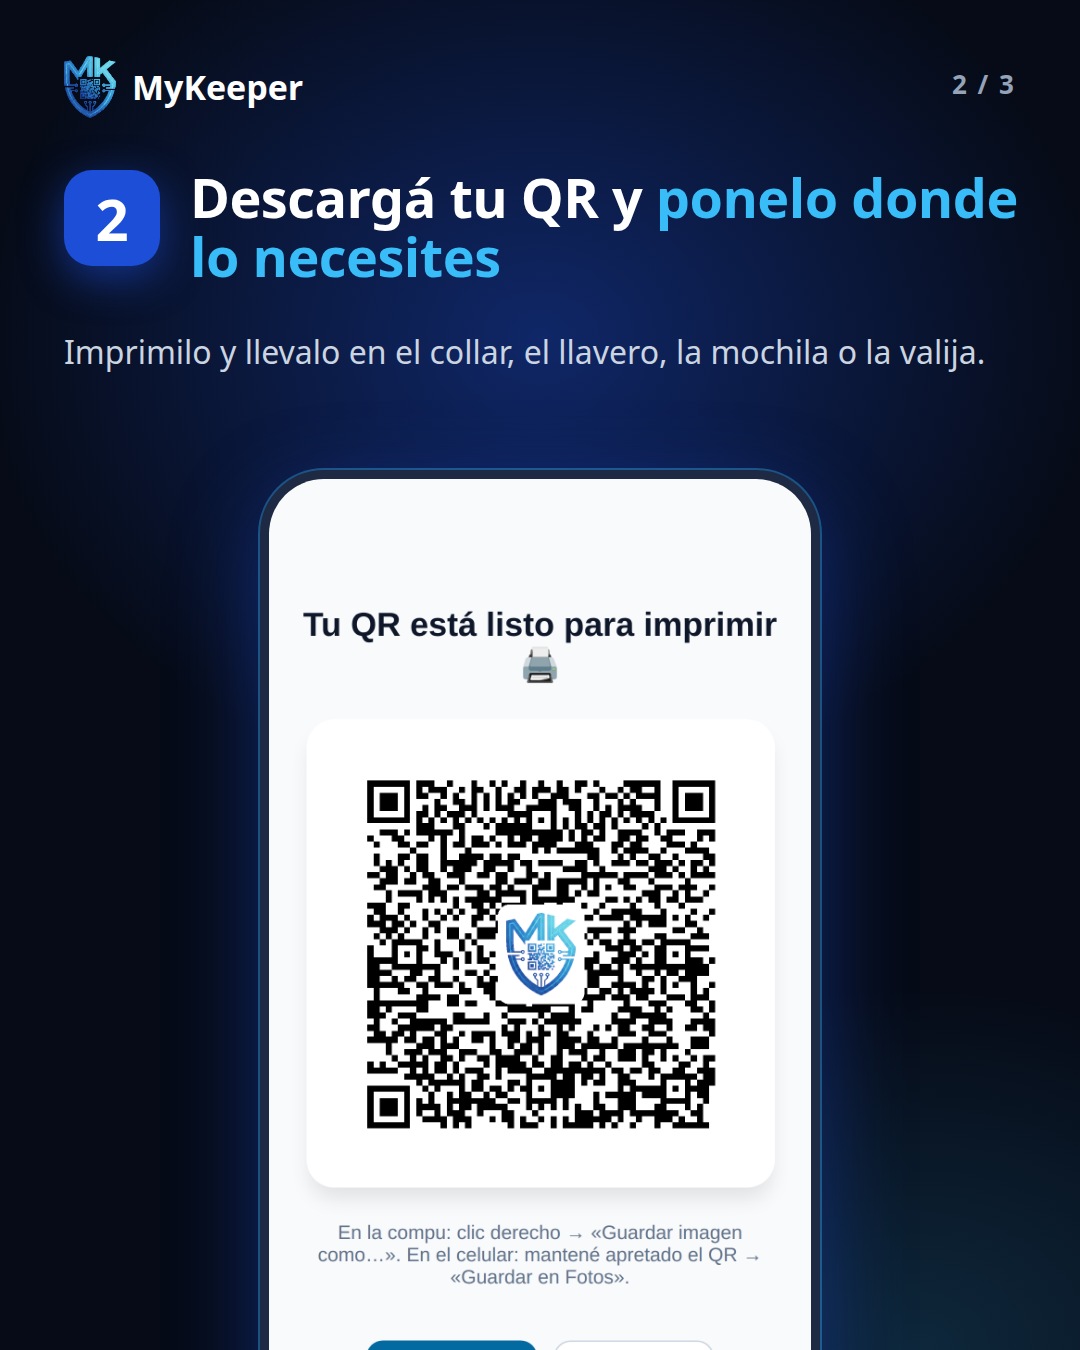 MK
MyKeeper
2 / 3
2
Descargá tu QR y ponelo donde
lo necesites
Imprimilo y llevalo en el collar, el llavero, la mochila o la valija.
Tu QR está listo para imprimir
MK
En la compu: clic derecho → «Guardar imagen
como…». En el celular: mantené apretado el QR →
«Guardar en Fotos».